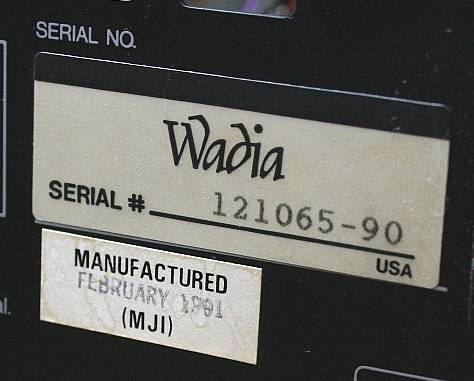 SERIAL NO.
Wadia
SERIAL # 121065-90
USA
MANUFACTURED
FEBRUARY 1991
(MJI)